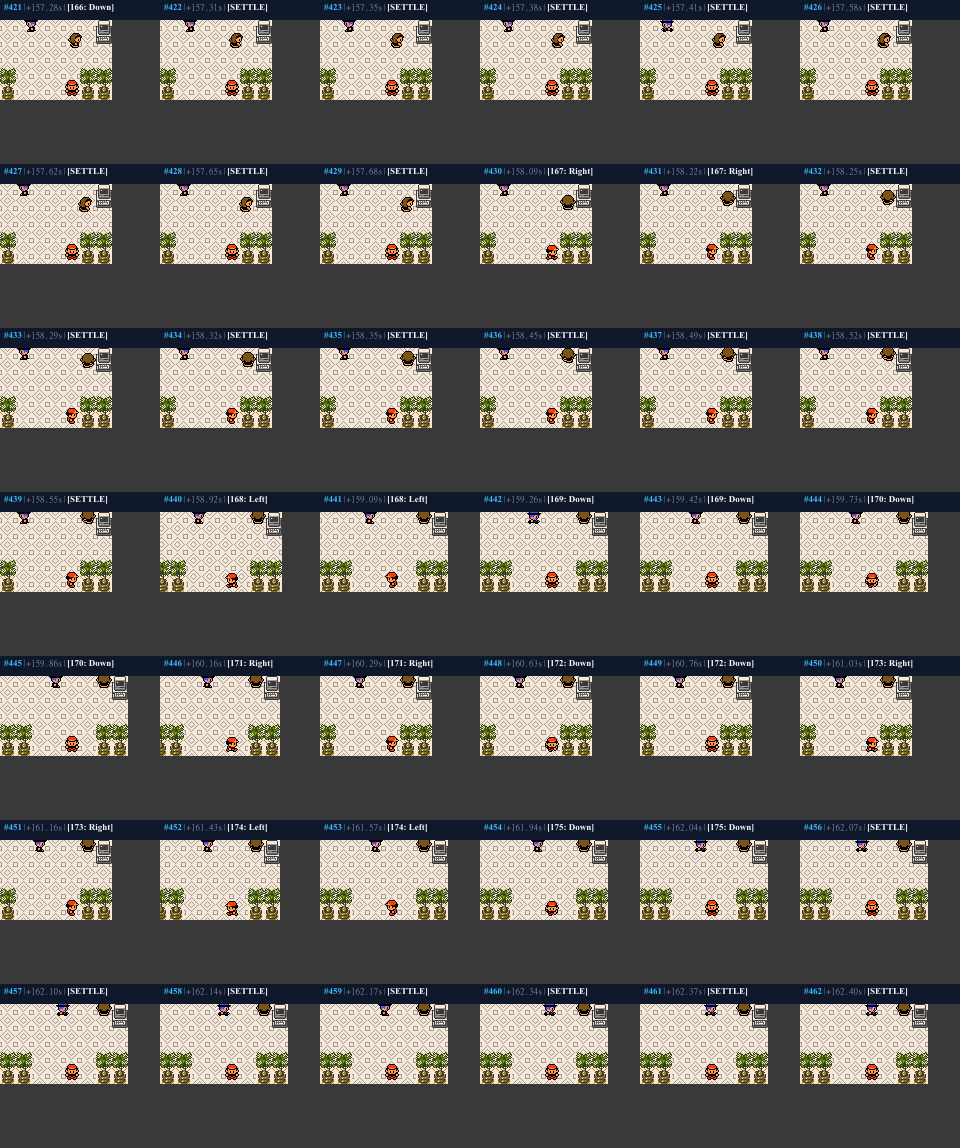 #421|+157.28s|[166: Down] #422|+157.31s|[SETTLE] #423|+157.35s|[SETTLE] #424|+157.38s|[SETTLE] #425|+157.41s|[SETTLE] #426|+157.58s|[SETTLE]
#427|+157.62s|[SETTLE] #428|+157.65s|[SETTLE] #429|+157.68s|[SETTLE] #430|+158.09s|[167: Right] #431|+158.22s|[167: Right] #432|+158.25s|[SETTLE]
#433|+158.29s|[SETTLE] #434|+158.32s|[SETTLE] #435|+158.35s|[SETTLE] #436|+158.45s|[SETTLE] #437|+158.49s|[SETTLE] #438|+158.52s|[SETTLE]
#439|+158.55s|[SETTLE] #440|+158.92s|[168: Left] #441|+159.09s|[168: Left] #442|+159.26s|[169: Down] #443|+159.42s|[169: Down] #444|+159.73s|[170: Down]
#445|+159.86s|[170: Down] #446|+160.16s|[171: Right] #447|+160.29s|[171: Right] #448|+160.63s|[172: Down] #449|+160.76s|[172: Down] #450|+161.03s|[173: Right]
#451|+161.16s|[173: Right] #452|+161.43s|[174: Left] #453|+161.57s|[174: Left] #454|+161.94s|[175: Down] #455|+162.04s|[175: Down] #456|+162.07s|[SETTLE]
#457|+162.10s|[SETTLE] #458|+162.14s|[SETTLE] #459|+162.17s|[SETTLE] #460|+162.34s|[SETTLE] #461|+162.37s|[SETTLE] #462|+162.40s|[SETTLE]